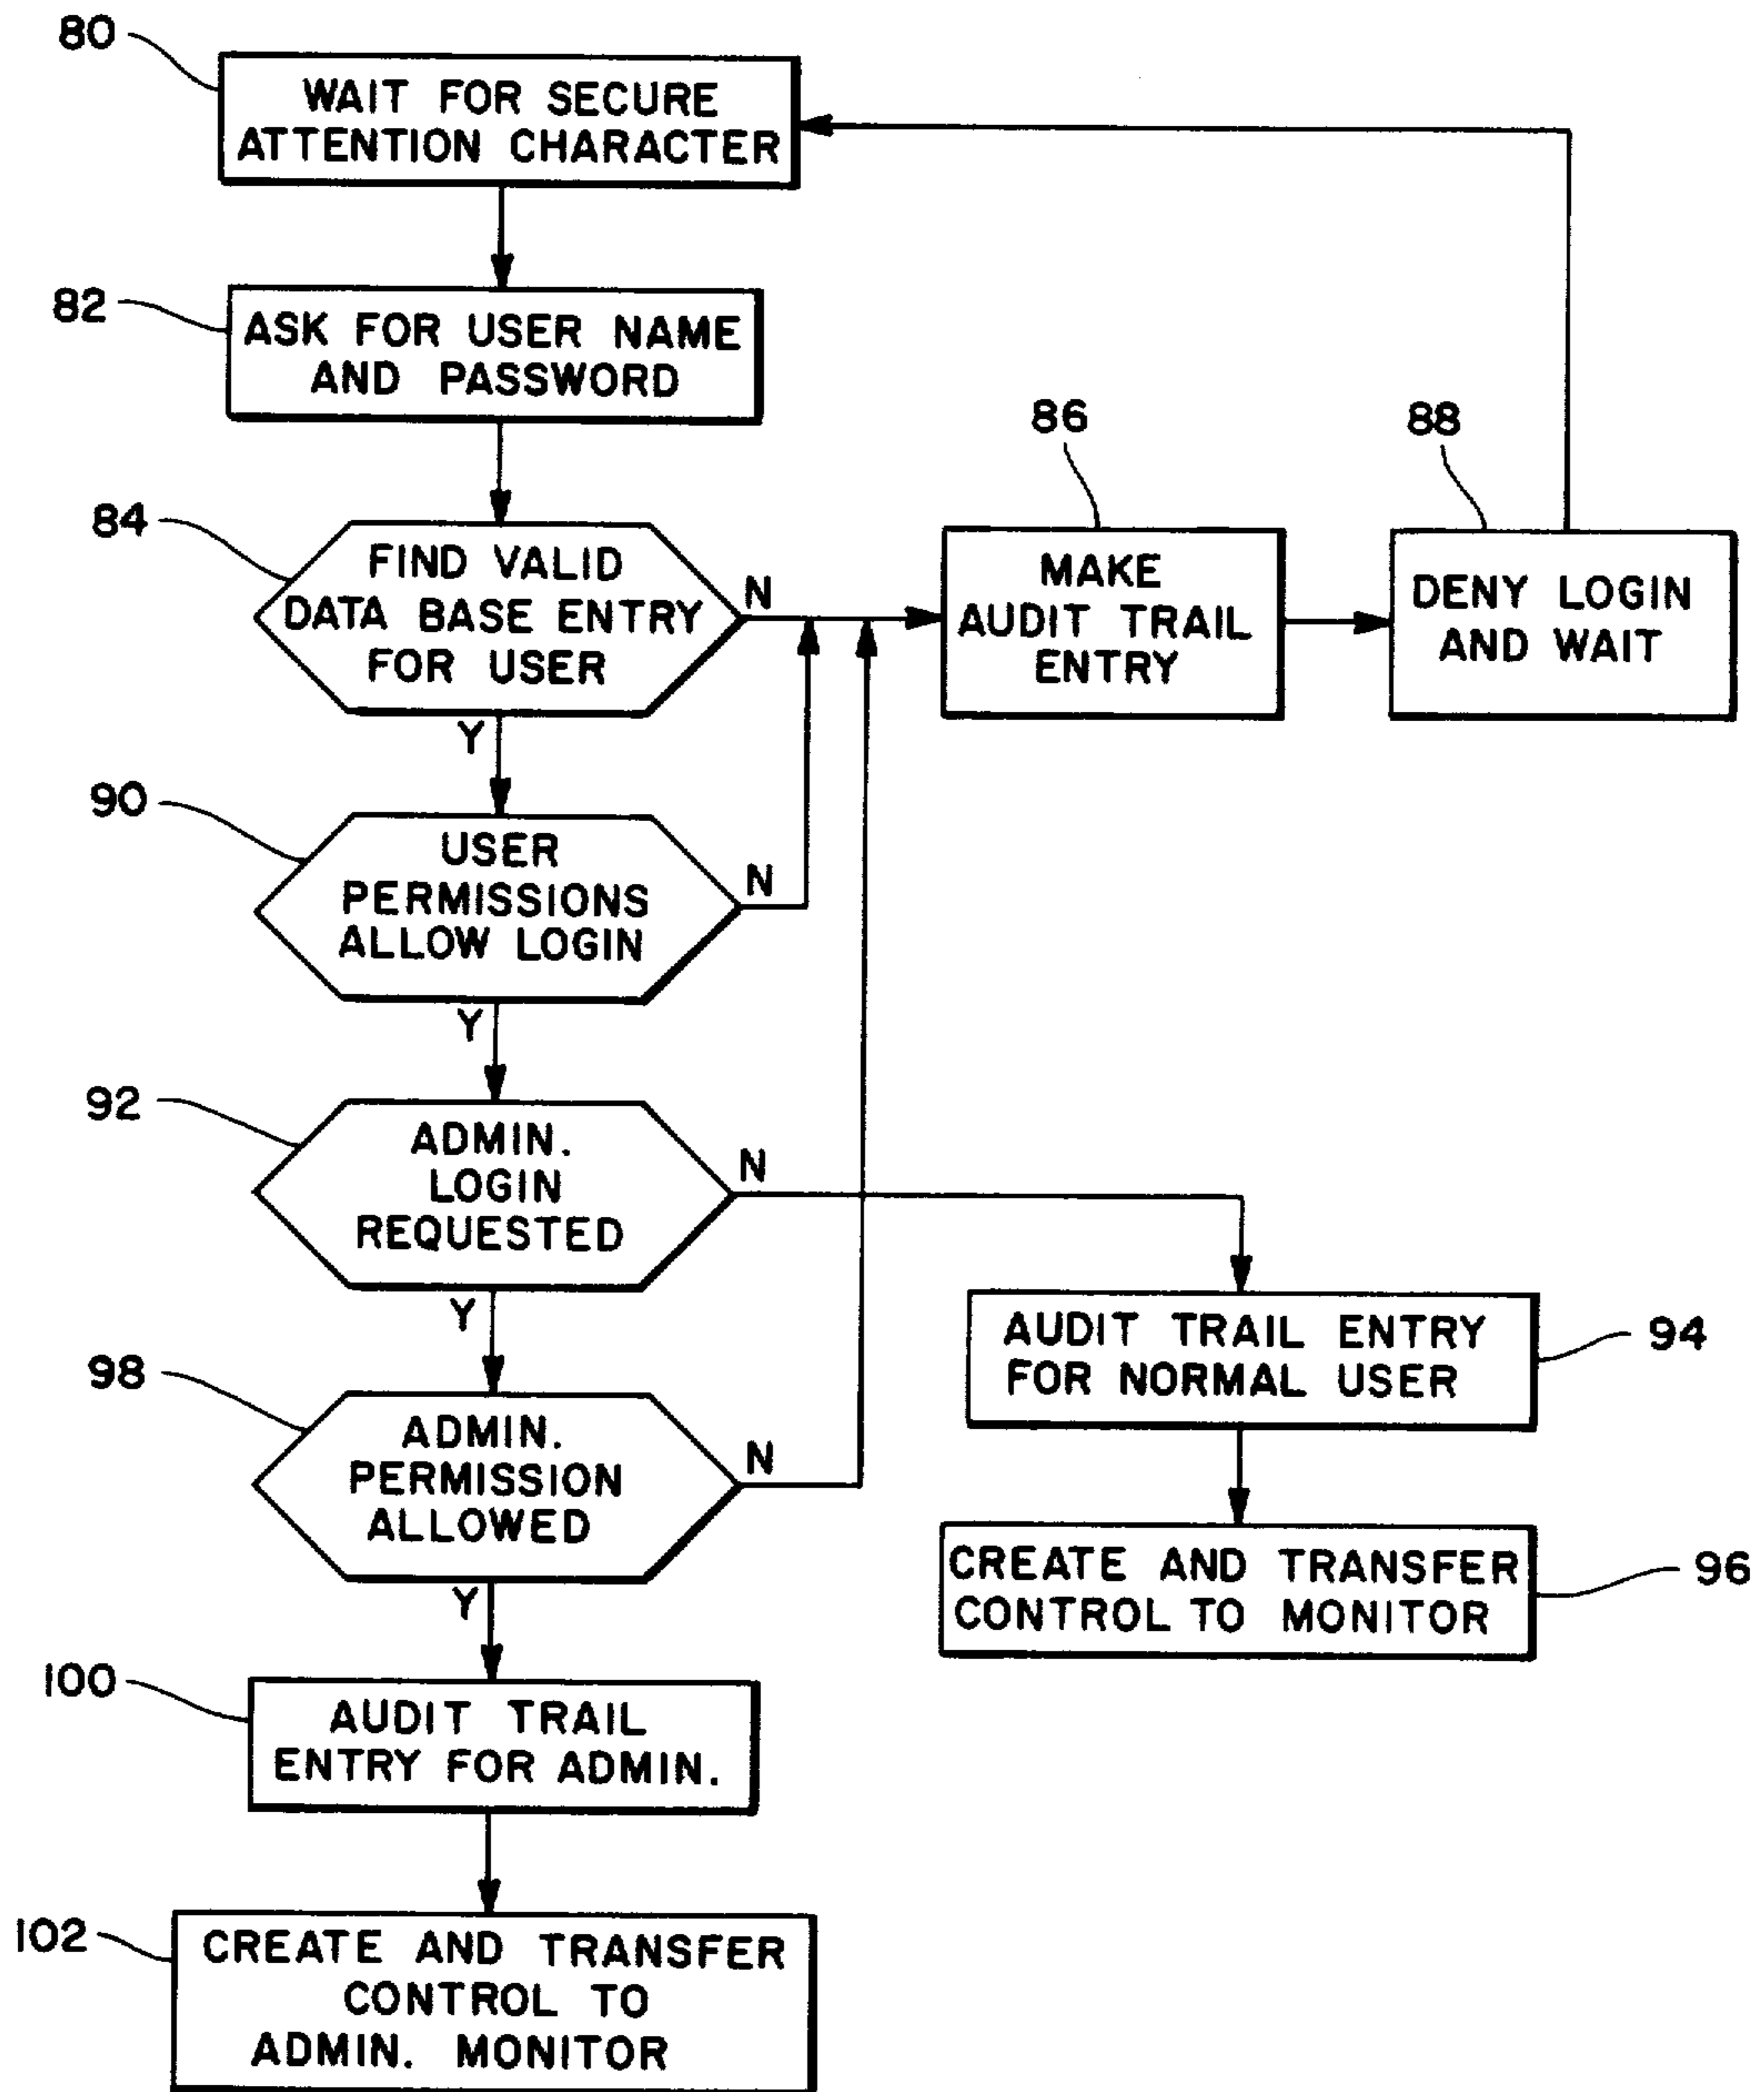 80
WAIT FOR SECURE
ATTENTION CHARACTER
82
ASK FOR USER NAME
AND PASSWORD
84
FIND VALID
DATA BASE ENTRY
FOR USER
N
Y
86
MAKE
AUDIT TRAIL
ENTRY
88
DENY LOGIN
AND WAIT
90
USER
PERMISSIONS
ALLOW LOGIN
N
Y
92
ADMIN.
LOGIN
REQUESTED
N
Y
94
AUDIT TRAIL ENTRY
FOR NORMAL USER
96
CREATE AND TRANSFER
CONTROL TO MONITOR
98
ADMIN.
PERMISSION
ALLOWED
N
Y
100
AUDIT TRAIL
ENTRY FOR ADMIN.
102
CREATE AND TRANSFER
CONTROL TO
ADMIN. MONITOR